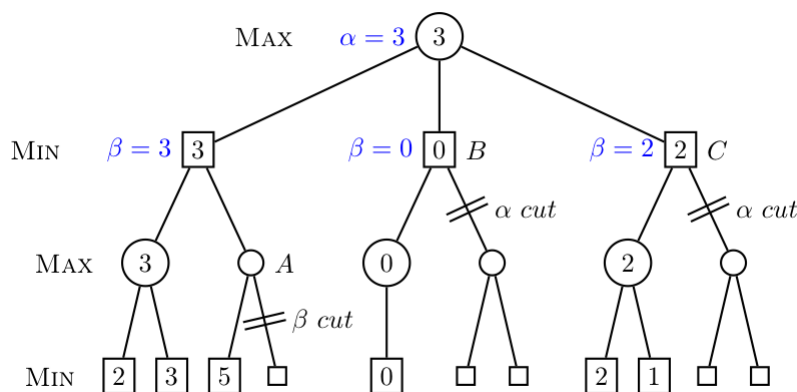 MAX α = 3 3
MIN β = 3 3 β = 0 0 B β = 2 2 C
α cut α cut
MAX 3 A 0 2
β cut
MIN 2 3 5 0 2 1